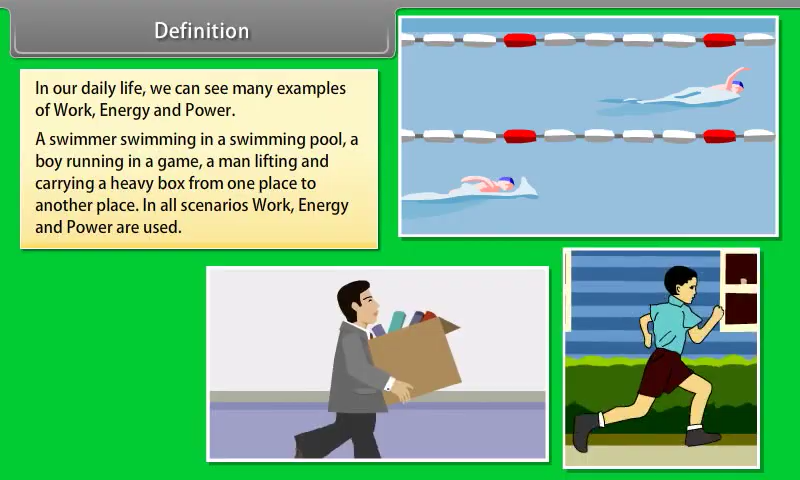 Definition
In our daily life, we can see many examples
of Work, Energy and Power.
A swimmer swimming in a swimming pool, a
boy running in a game, a man lifting and
carrying a heavy box from one place to
another place. In all scenarios Work, Energy
and Power are used.